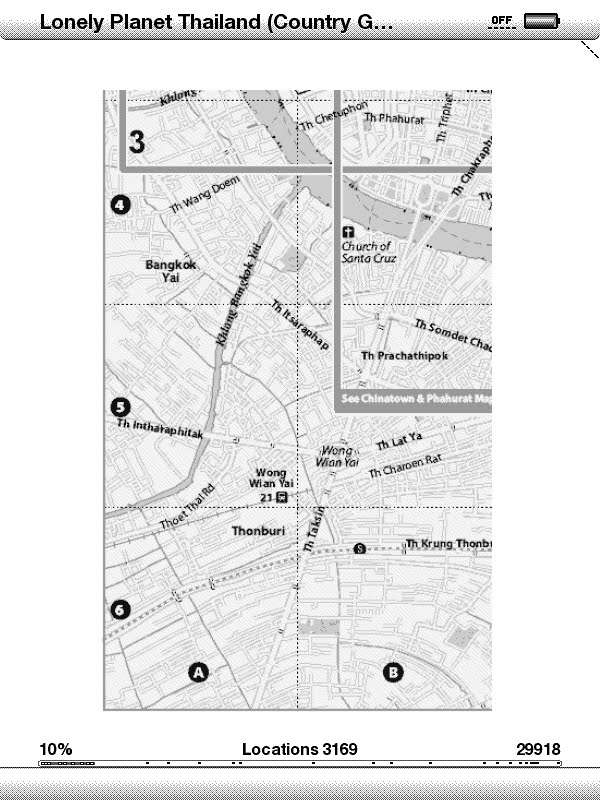 Lonely Planet Thailand (Country G...
OFF
Khlong
Th Chetuphon
Th Phahurat
Th Triphet
3
Th Chakraphe
4
Th Wang Doem
Church of
Santa Cruz
Bangkok
Yai
Khlong Bangkok Yai
Th Itsaraphap
Th Somdet Chao
Th Prachathipok
See Chinatown & Phahurat Map
5
Th Intharaphitak
Wong
Wian Yai
Th Lat Ya
Th Charoen Rat
Wong
Wian Yai
21
Thoet Thai Rd
Thonburi
Th Taksin
S
Th Krung Thonbu
6
A
B
10%
Locations 3169
29918